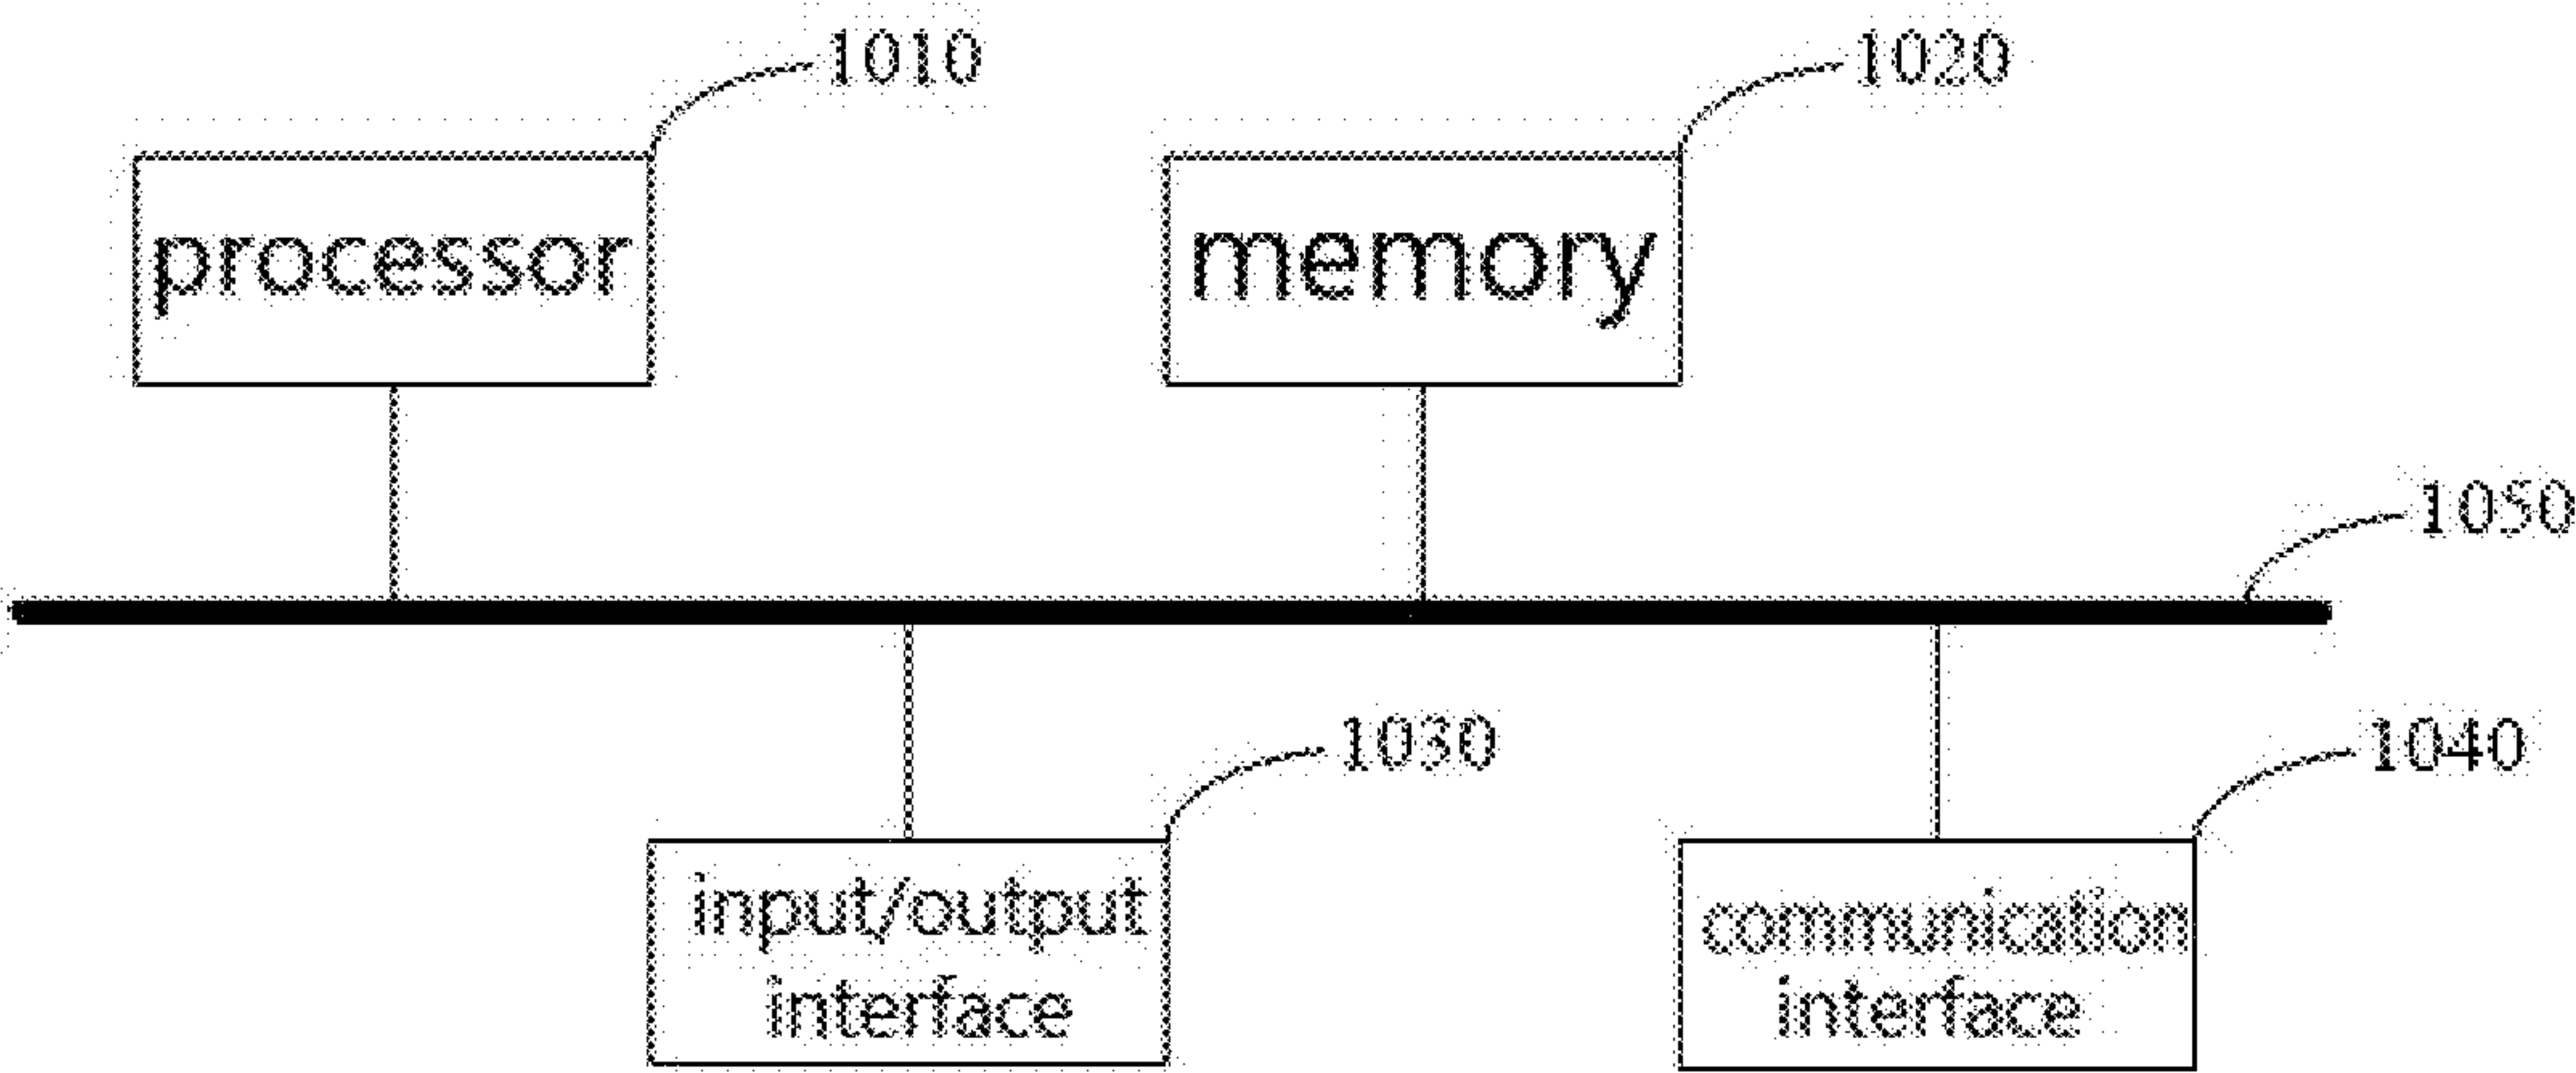 1010
1020
processor
memory
1050
1030
1040
input/output
interface
communication
interface